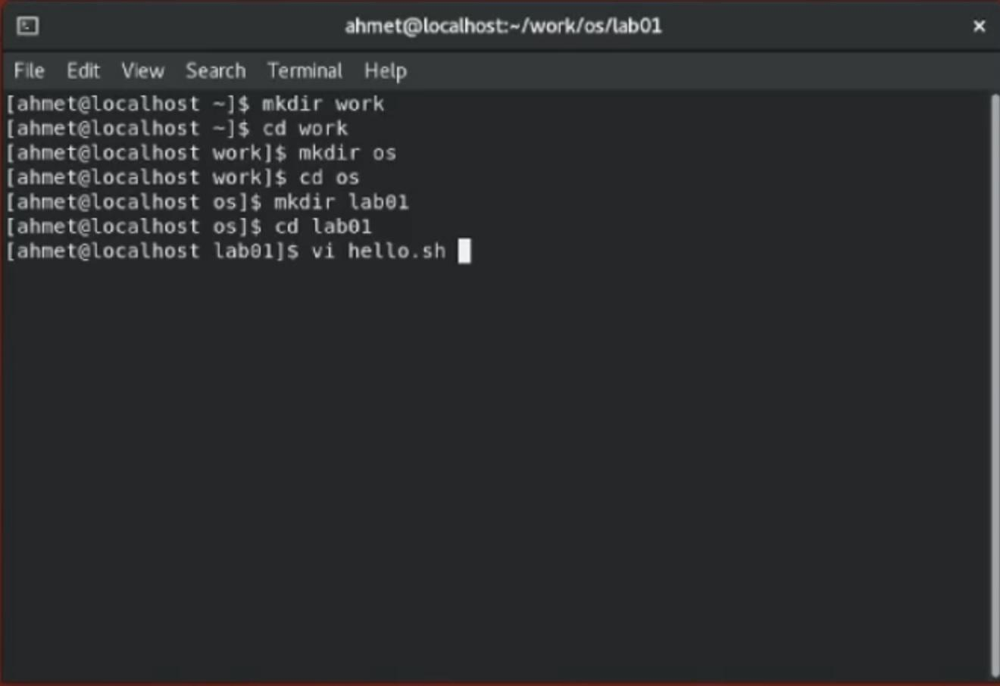 ahmet@localhost:~/work/os/lab01
File Edit View Search Terminal Help
[ahmet@localhost ~]$ mkdir work
[ahmet@localhost ~]$ cd work
[ahmet@localhost work]$ mkdir os
[ahmet@localhost work]$ cd os
[ahmet@localhost os]$ mkdir lab01
[ahmet@localhost os]$ cd lab01
[ahmet@localhost lab01]$ vi hello.sh